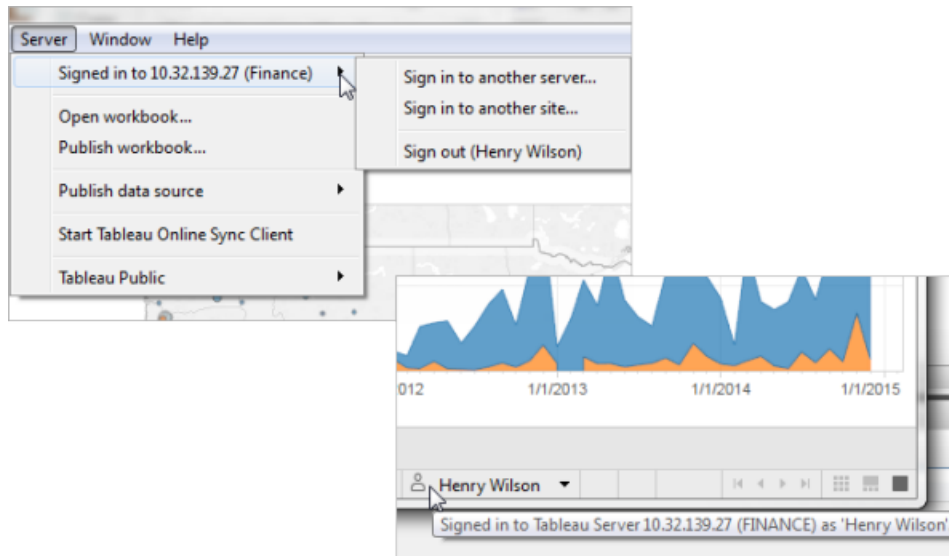 Server Window Help
Signed in to 10.32.139.27 (Finance)
Sign in to another server...
Sign in to another site...
Sign out (Henry Wilson)
Open workbook...
Publish workbook...
Publish data source
Start Tableau Online Sync Client
Tableau Public
012 1/1/2013 1/1/2014 1/1/2015
Henry Wilson
Signed in to Tableau Server 10.32.139.27 (FINANCE) as 'Henry Wilson'